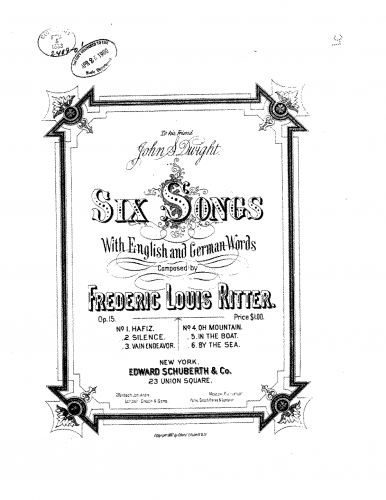 To his friend
John S. Dwight.
SIX SONGS
With English and German Words
Composed by
FREDERIC LOUIS RITTER.
Op. 15. Price $1.00.
No 1. HAFIZ. No 4. OH MOUNTAIN.
„ 2. SILENCE. „ 5. IN THE BOAT.
„ 3. VAIN ENDEAVOR. „ 6. BY THE SEA.
NEW YORK.
EDWARD SCHUBERTH & Co.
23 UNION SQUARE.